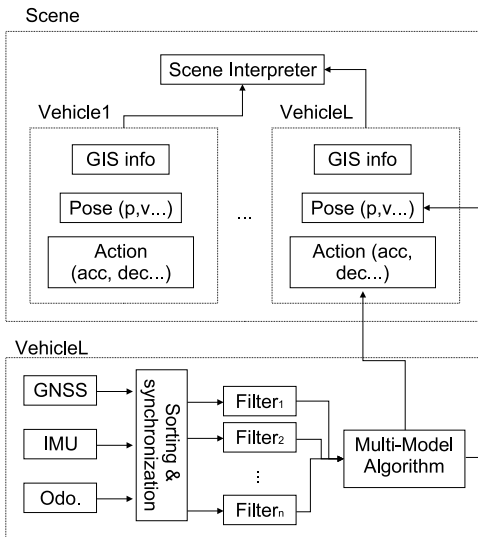 Scene
Scene Interpreter
Vehicle1
VehicleL
GIS info
GIS info
Pose (p,v...)
...
Pose (p,v...)
Action
(acc, dec...)
Action (acc,
dec...)
VehicleL
GNSS
IMU
Odo.
Sorting &
synchronization
Filter1
Filter2
...
Filtern
Multi-Model
Algorithm